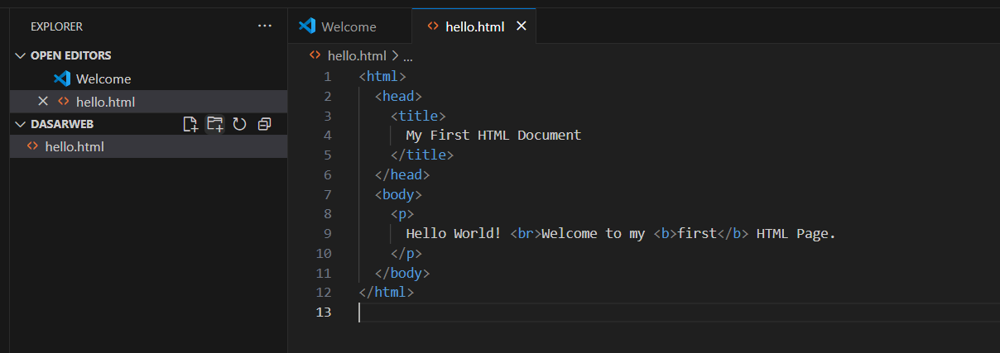 EXPLORER ...
OPEN EDITORS
Welcome
hello.html
DASARWEB
hello.html
Welcome
hello.html
hello.html > ...
1 <html>
2   <head>
3     <title>
4       My First HTML Document
5     </title>
6   </head>
7   <body>
8     <p>
9       Hello World! <br>Welcome to my <b>first</b> HTML Page.
10     </p>
11   </body>
12 </html>
13